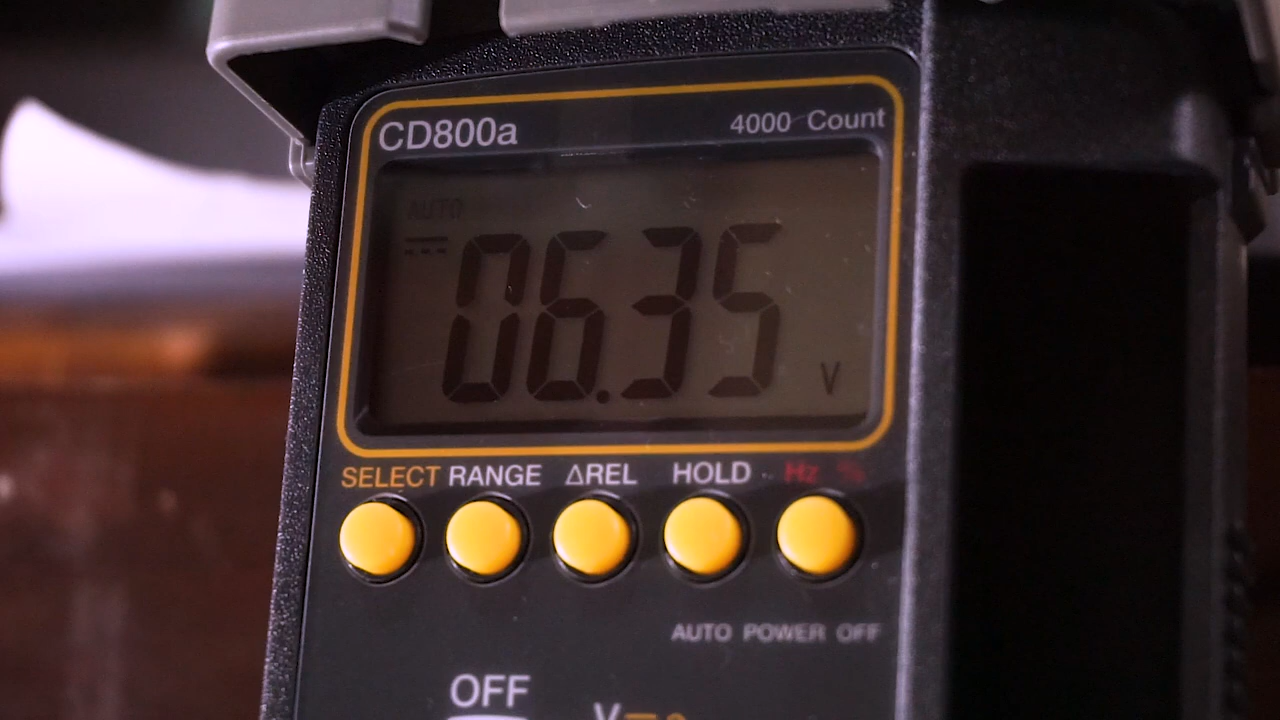 CD800a 4000 Count
AUTO
06.35 V
SELECT RANGE ΔREL HOLD Hz %
AUTO POWER OFF
OFF
V